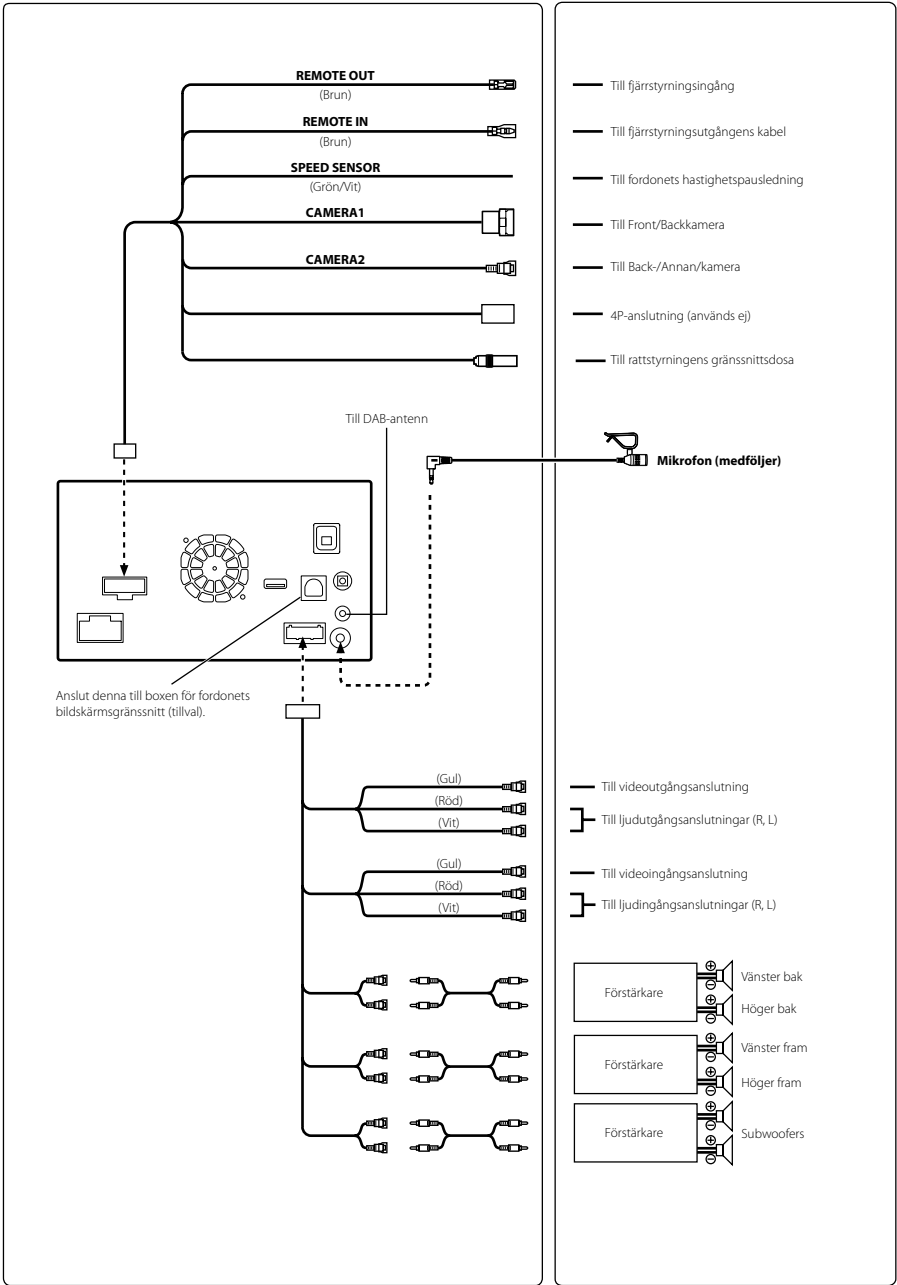 REMOTE OUT
(Brun)
Till fjärrstyrningsingång
REMOTE IN
(Brun)
Till fjärrstyrningsutgångens kabel
SPEED SENSOR
(Grön/Vit)
Till fordonets hastighetspausledning
CAMERA1
Till Front/Backkamera
CAMERA2
Till Back-/Annan/kamera
4P-anslutning (används ej)
Till rattstyrningens gränssnittsdosa
Till DAB-antenn
Mikrofon (medföljer)
Anslut denna till boxen för fordonets
bildskärmsgränssnitt (tillval).
(Gul)
Till videoutgångsanslutning
(Röd)
(Vit)
Till ljudutgångsanslutningar (R, L)
(Gul)
Till videoingångsanslutning
(Röd)
(Vit)
Till ljudingångsanslutningar (R, L)
Förstärkare
Vänster bak
Höger bak
Förstärkare
Vänster fram
Höger fram
Förstärkare
Subwoofers